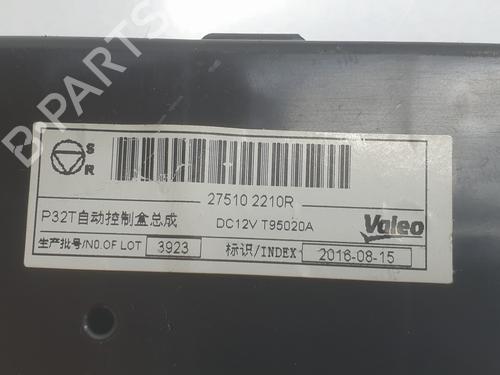 S
R
27510 2210R
P32T自动控制盒总成 DC12V T95020A Valeo
生产批号/NO.OF LOT 3923 标识/INDEX 2016-08-15
B-PARTS